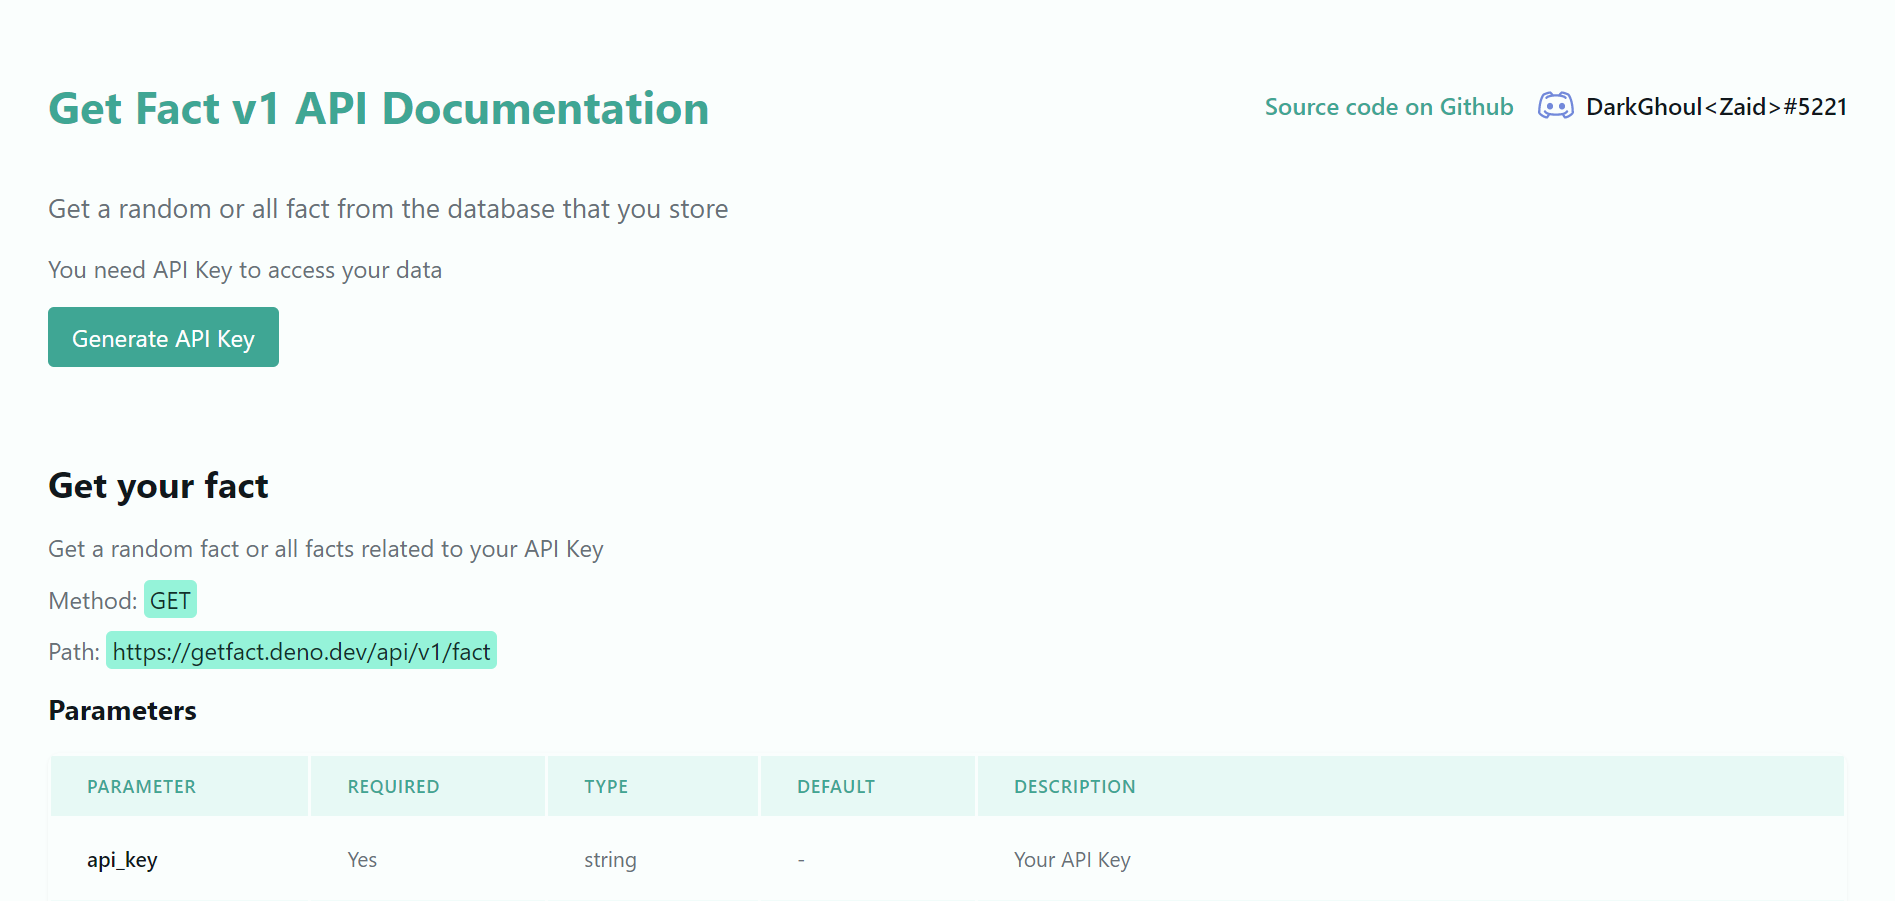 Get Fact v1 API Documentation
Source code on Github DarkGhoul<Zaid>#5221
Get a random or all fact from the database that you store
You need API Key to access your data
Generate API Key
Get your fact
Get a random fact or all facts related to your API Key
Method: GET
Path: https://getfact.deno.dev/api/v1/fact
Parameters
PARAMETER REQUIRED TYPE DEFAULT DESCRIPTION
api_key Yes string - Your API Key